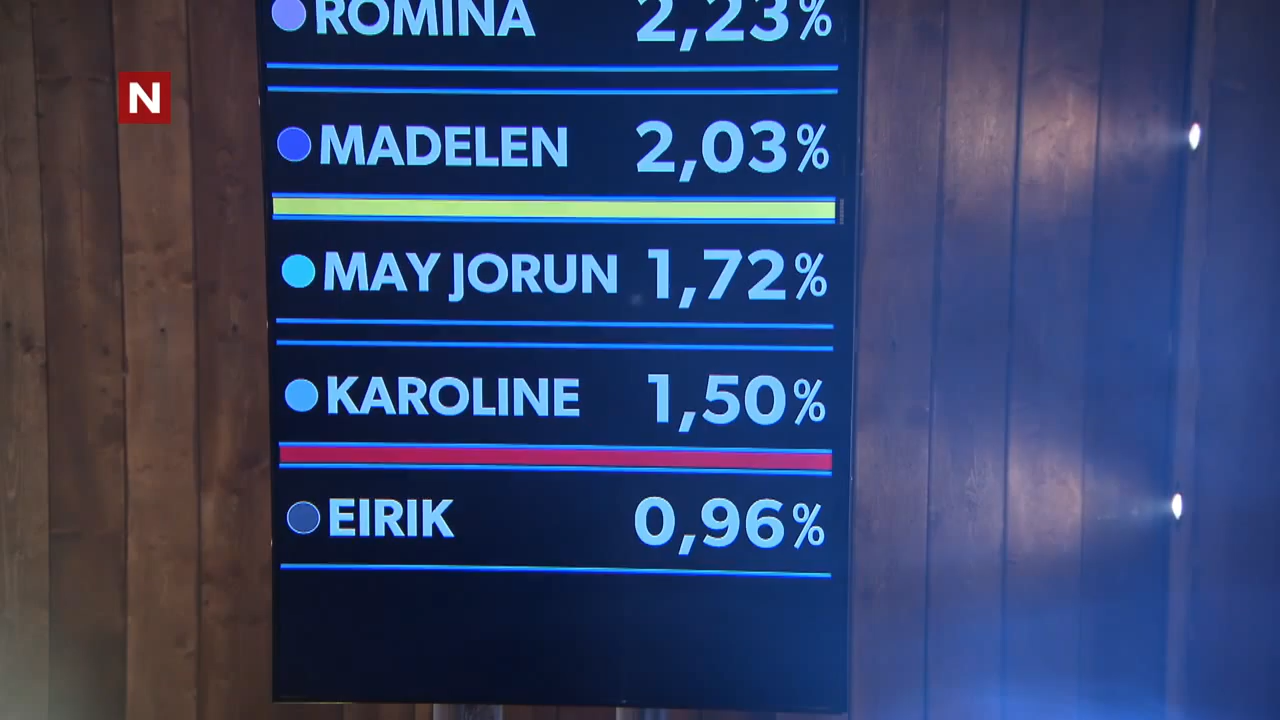 ROMINA 2,23%
N
MADELEN 2,03%
MAY JORUN 1,72%
KAROLINE 1,50%
EIRIK 0,96%